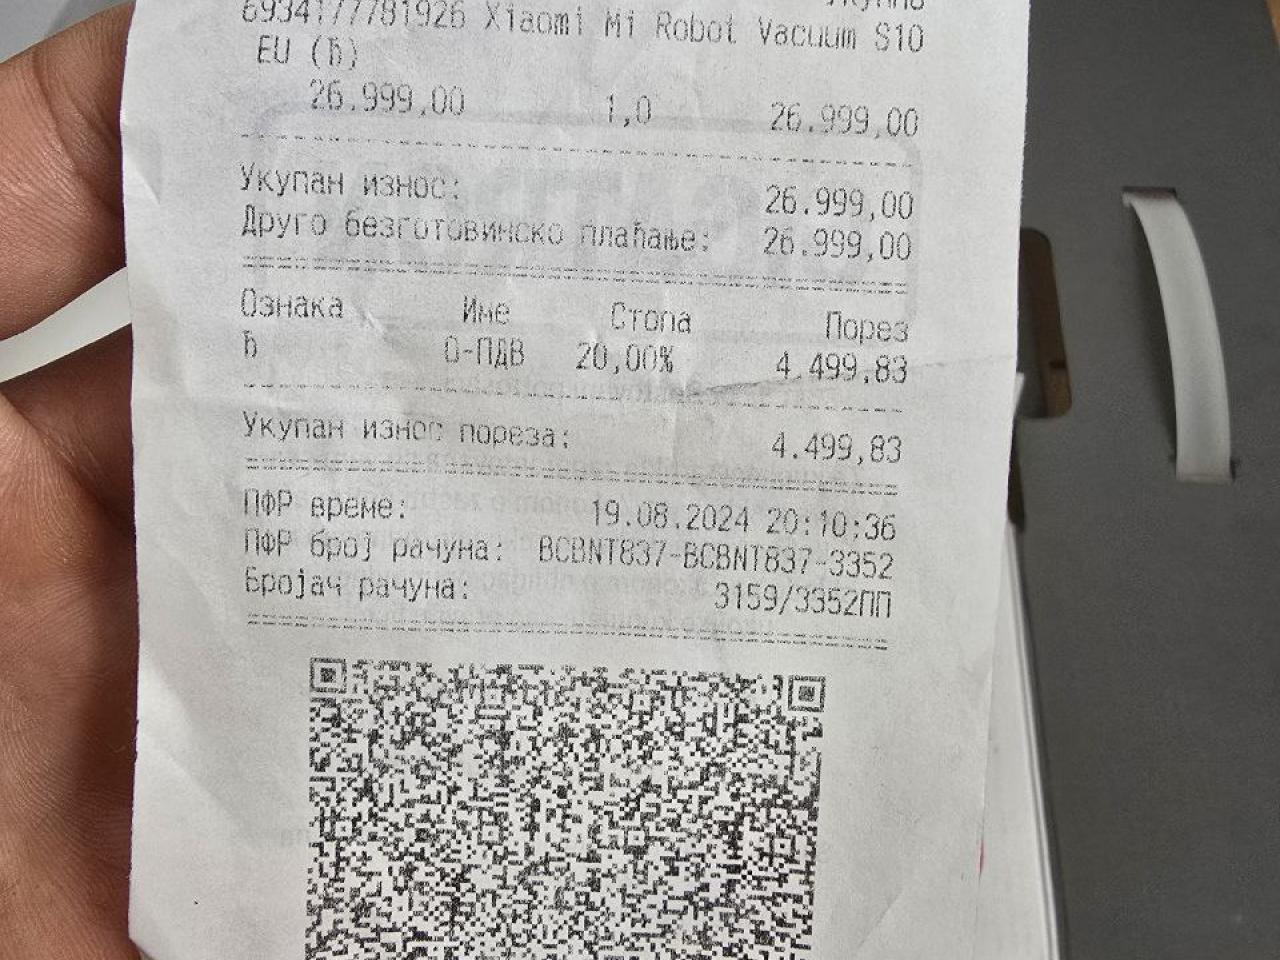 6934177781926 Xiaomi Mi Robot Vacuum S10
EU (Ђ)
26.999,00 1,0 26.999,00
Укупан износ: 26.999,00
Друго безготовинско плаћање: 26.999,00
Ознака Име Стопа Порез
Ђ О-ПДВ 20,00% 4.499,83
Укупан износ пореза: 4.499,83
ПФР време: 19.08.2024 20:10:36
ПФР број рачуна: BCBNT837-BCBNT837-3352
Бројач рачуна: 3159/3352ПП